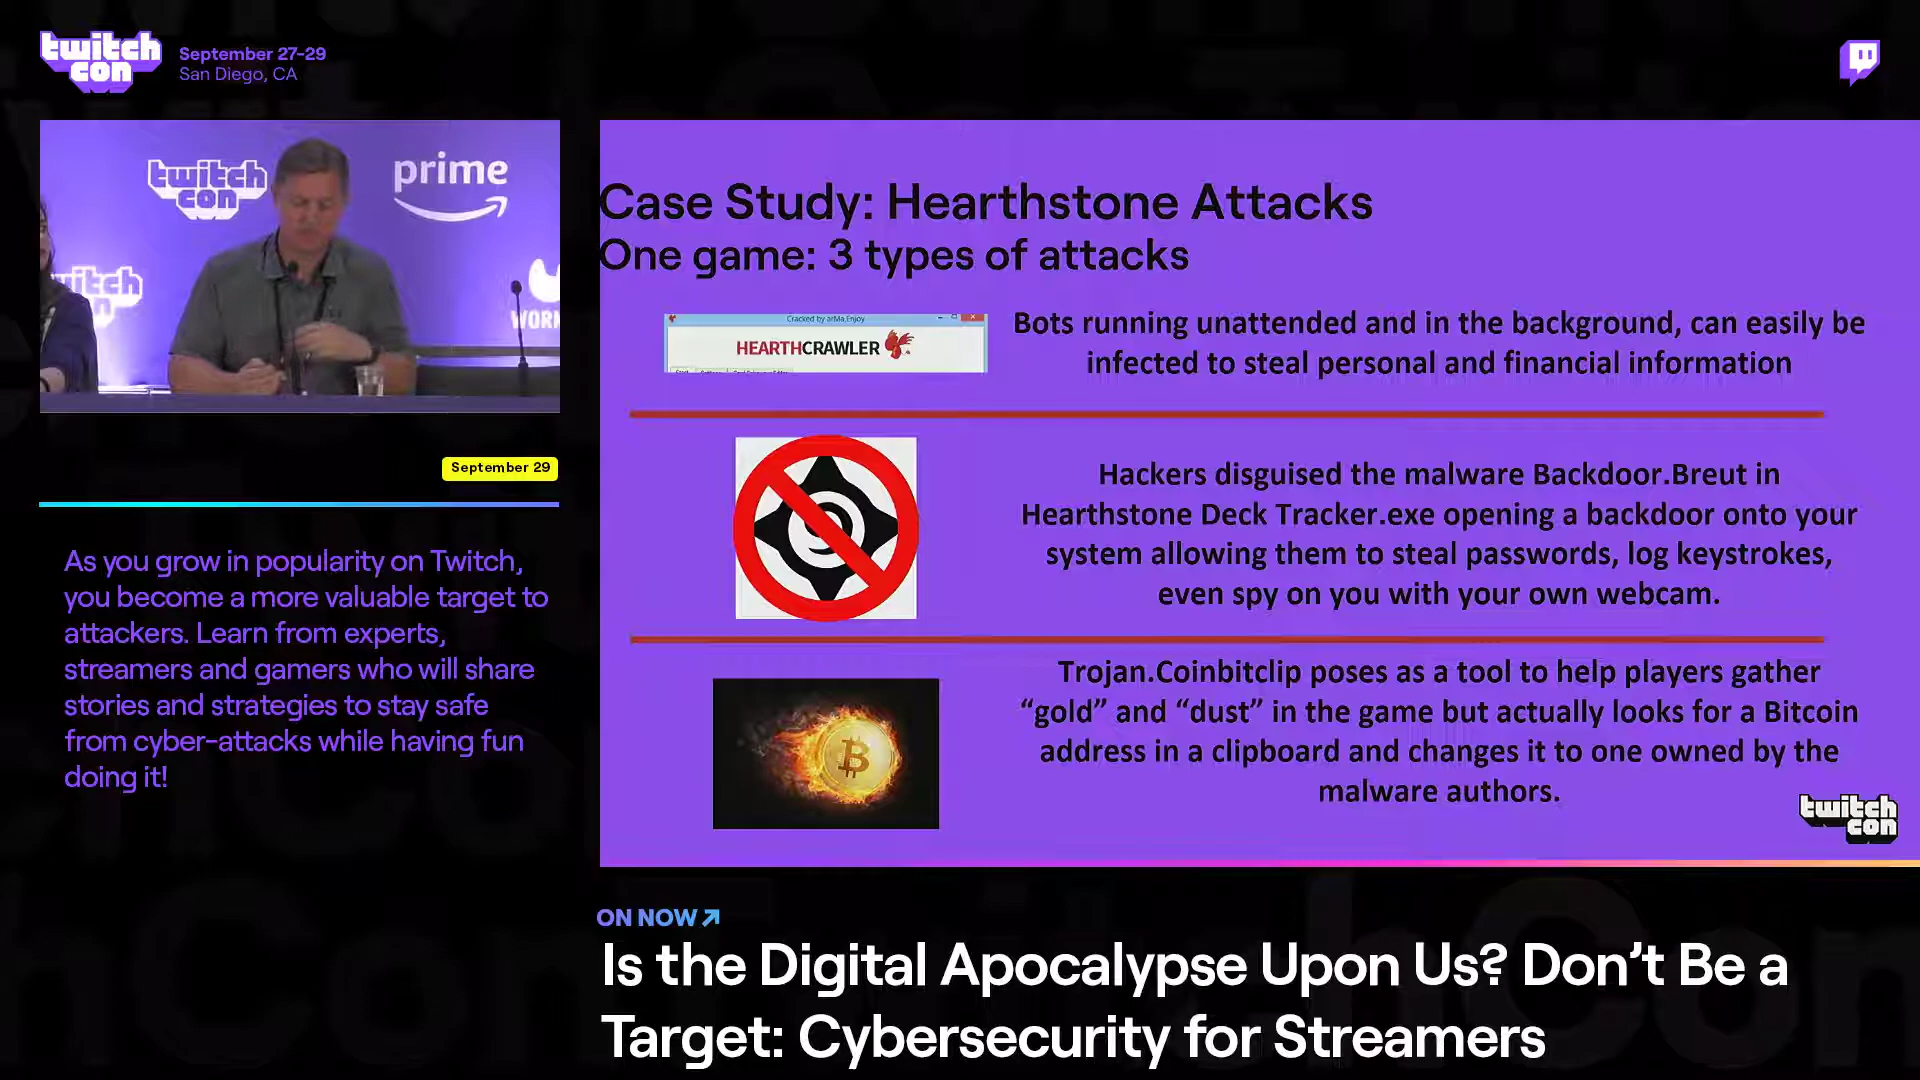 twitch
con
September 27-29
San Diego, CA
twitch
con
prime
twitch
con
WORM
September 29
As you grow in popularity on Twitch,
you become a more valuable target to
attackers. Learn from experts,
streamers and gamers who will share
stories and strategies to stay safe
from cyber-attacks while having fun
doing it!
Case Study: Hearthstone Attacks
One game: 3 types of attacks
Cracked by arMa.Enjoy
HEARTHCRAWLER
Bots running unattended and in the background, can easily be
infected to steal personal and financial information
Hackers disguised the malware Backdoor.Breut in
Hearthstone Deck Tracker.exe opening a backdoor onto your
system allowing them to steal passwords, log keystrokes,
even spy on you with your own webcam.
Trojan.Coinbitclip poses as a tool to help players gather
“gold” and “dust” in the game but actually looks for a Bitcoin
address in a clipboard and changes it to one owned by the
malware authors.
twitch
con
ON NOW
Is the Digital Apocalypse Upon Us? Don’t Be a
Target: Cybersecurity for Streamers